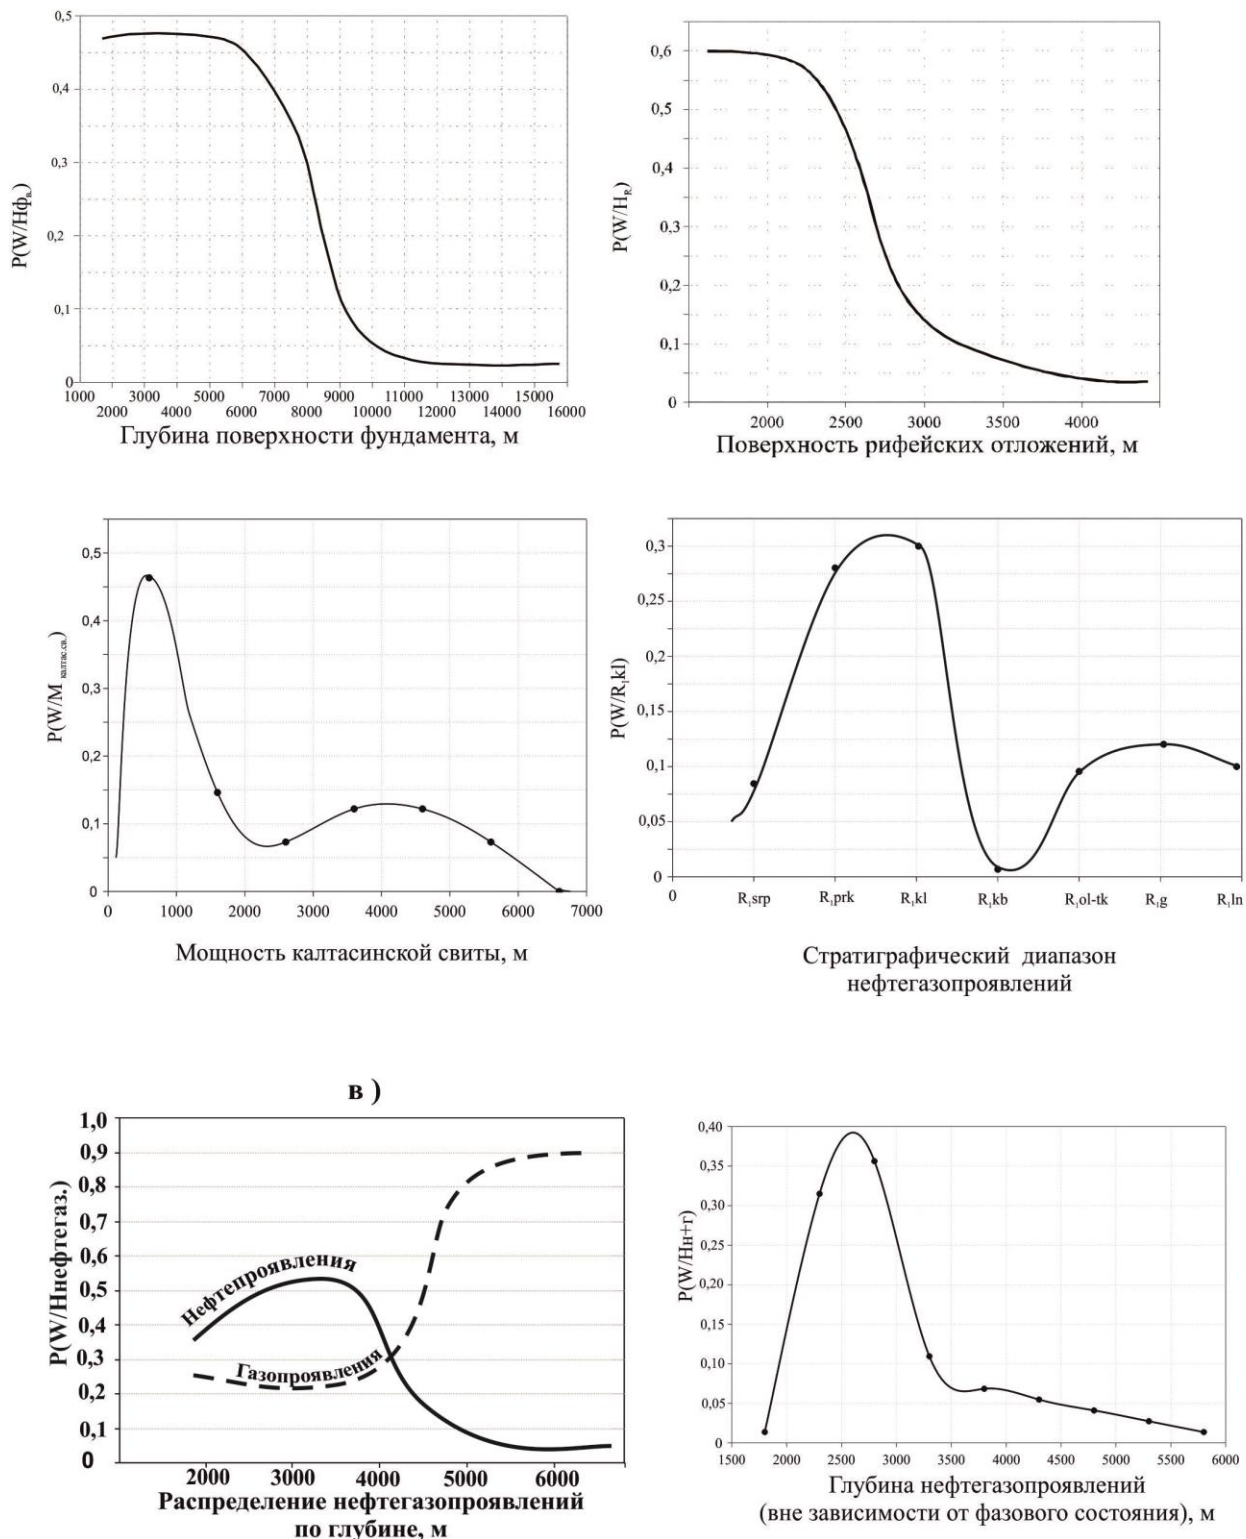 0,5
0,4
0,3
0,2
0,1
0
P(W/Hфв)
1000 3000 5000 7000 9000 11000 13000 15000
2000 4000 6000 8000 10000 12000 14000 16000
Глубина поверхности фундамента, м
0,6
0,5
0,4
0,3
0,2
0,1
0
P(W/HR)
2000 2500 3000 3500 4000
Поверхность рифейских отложений, м
0,5
0,4
0,3
0,2
0,1
0
P(W/M калтас.св.)
0 1000 2000 3000 4000 5000 6000 7000
Мощность калтасинской свиты, м
0,3
0,25
0,2
0,15
0,1
0,05
0
P(W/R₁kl)
0 R₁srp R₁prk R₁kl R₁kb R₁ol-tk R₁g R₁ln
Стратиграфический диапазон
нефтегазопроявлений
в )
1,0
0,9
0,8
0,7
0,6
0,5
0,4
0,3
0,2
0,1
0
P(W/Hнефтегаз.)
Нефтепроявления
Газопроявления
2000 3000 4000 5000 6000
Распределение нефтегазопроявлений
по глубине, м
0,40
0,35
0,30
0,25
0,20
0,15
0,10
0,05
0
P(W/Hн+г)
1500 2000 2500 3000 3500 4000 4500 5000 5500 6000
Глубина нефтегазопроявлений
(вне зависимости от фазового состояния), м